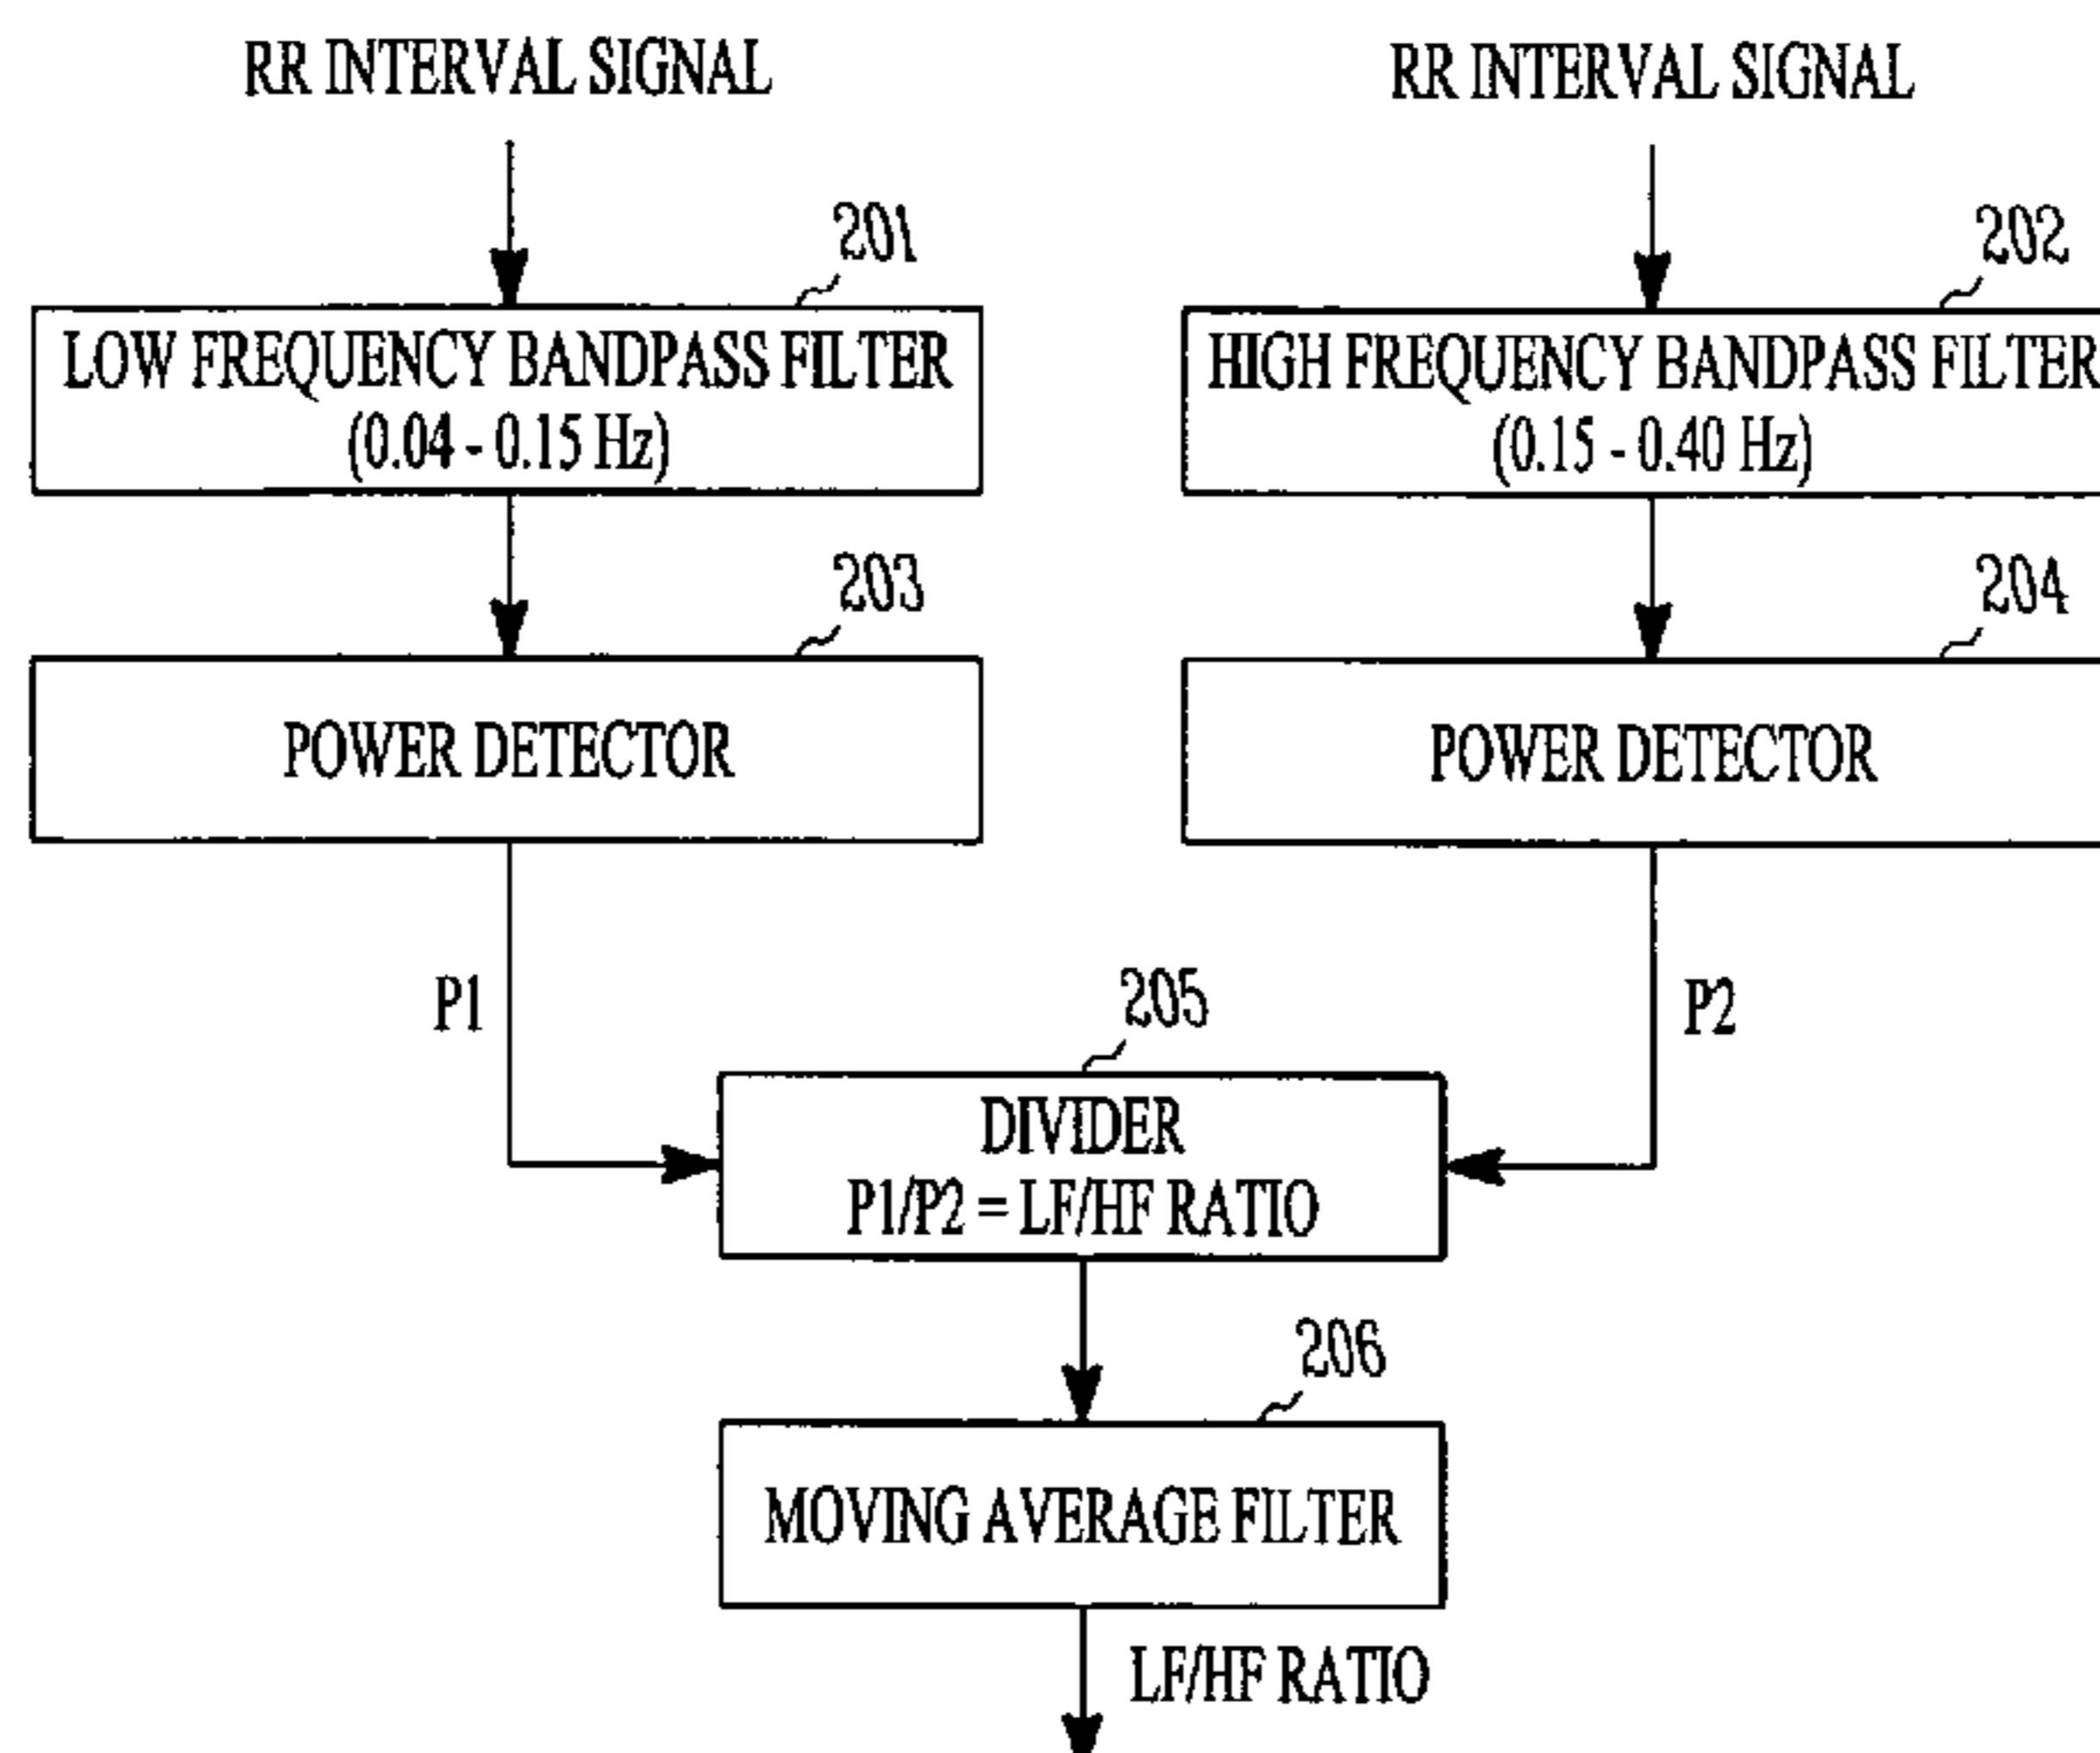 RR INTERVAL SIGNAL
RR INTERVAL SIGNAL
201
202
LOW FREQUENCY BANDPASS FILTER
(0.04 - 0.15 Hz)
HIGH FREQUENCY BANDPASS FILTER
(0.15 - 0.40 Hz)
203
204
POWER DETECTOR
POWER DETECTOR
P1
P2
205
DIVIDER
P1/P2 = LF/HF RATIO
206
MOVING AVERAGE FILTER
LF/HF RATIO